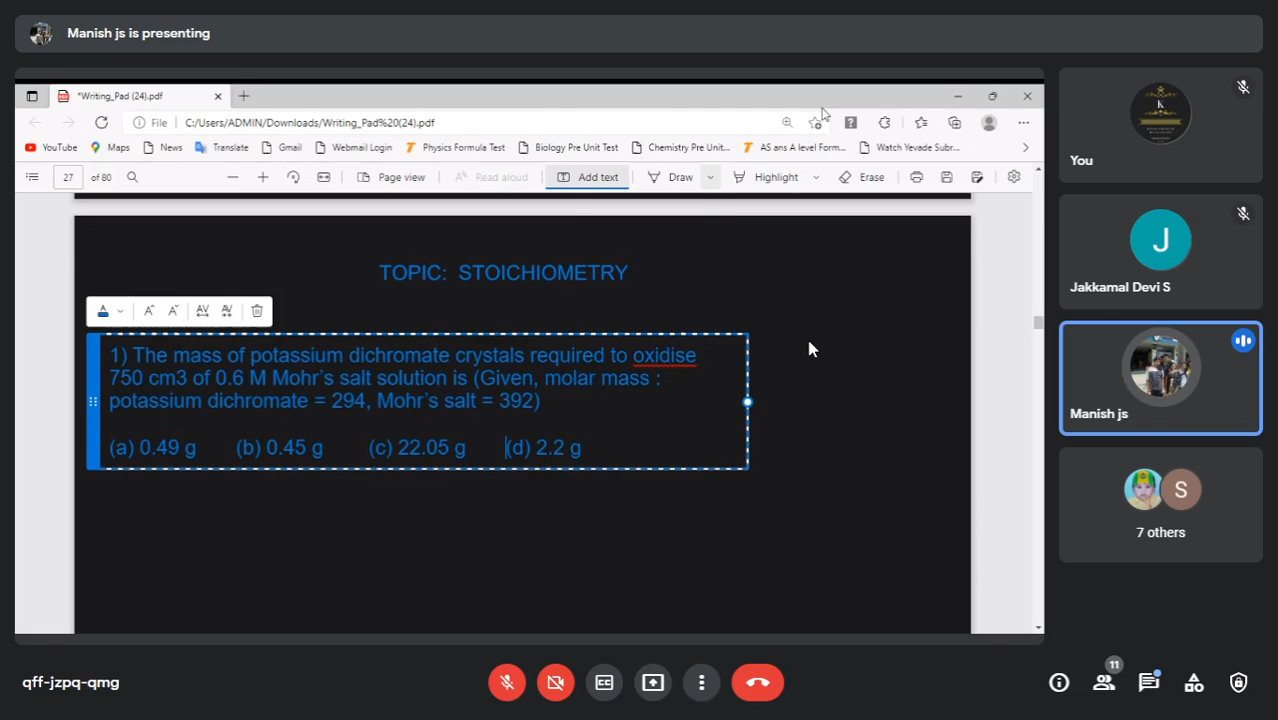 Manish js is presenting
*Writing_Pad (24).pdf
File C:/Users/ADMIN/Downloads/Writing_Pad%20(24).pdf
YouTube Maps News Translate Gmail Webmail Login Physics Formula Test Biology Pre Unit Test Chemistry Pre Unit... AS ans A level Form... Watch Yevade Subr...
27 of 80 Page view Read aloud Add text Draw Highlight Erase
TOPIC: STOICHIOMETRY
1) The mass of potassium dichromate crystals required to oxidise
750 cm3 of 0.6 M Mohr's salt solution is (Given, molar mass :
potassium dichromate = 294, Mohr's salt = 392)
(a) 0.49 g (b) 0.45 g (c) 22.05 g (d) 2.2 g
K
You
J
Jakkamal Devi S
Manish js
S
7 others
qff-jzpq-qmg
11